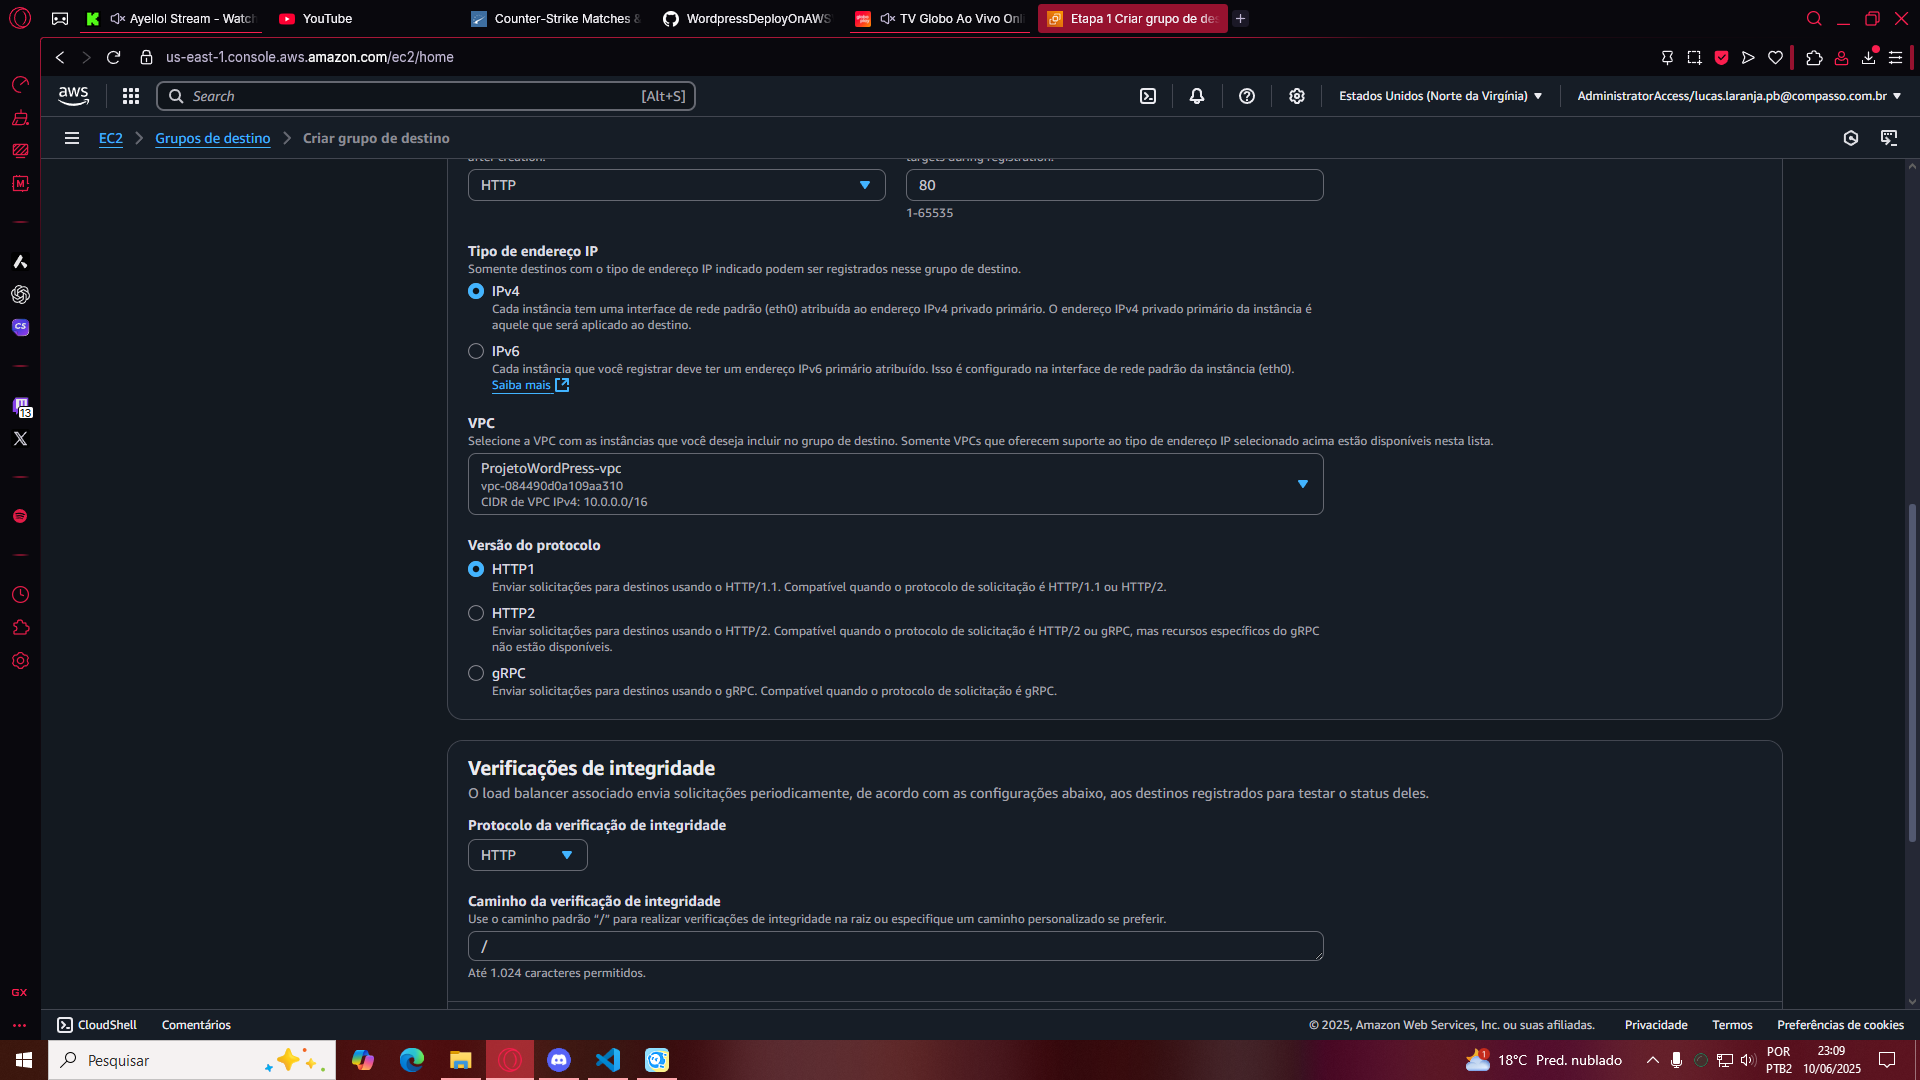 Ayellol Stream - Watch
YouTube
Counter-Strike Matches &
WordpressDeployOnAWS
TV Globo Ao Vivo Onli
Etapa 1 Criar grupo de des
us-east-1.console.aws.amazon.com/ec2/home
aws
Search
[Alt+S]
Estados Unidos (Norte da Virgínia)
AdministratorAccess/lucas.laranja.pb@compasso.com.br
EC2
Grupos de destino
Criar grupo de destino
after creation.
targets during registration.
HTTP
80
1-65535
Tipo de endereço IP
Somente destinos com o tipo de endereço IP indicado podem ser registrados nesse grupo de destino.
IPv4
Cada instância tem uma interface de rede padrão (eth0) atribuída ao endereço IPv4 privado primário. O endereço IPv4 privado primário da instância é
aquele que será aplicado ao destino.
IPv6
Cada instância que você registrar deve ter um endereço IPv6 primário atribuído. Isso é configurado na interface de rede padrão da instância (eth0).
Saiba mais
VPC
Selecione a VPC com as instâncias que você deseja incluir no grupo de destino. Somente VPCs que oferecem suporte ao tipo de endereço IP selecionado acima estão disponíveis nesta lista.
ProjetoWordPress-vpc
vpc-084490d0a109aa310
CIDR de VPC IPv4: 10.0.0.0/16
Versão do protocolo
HTTP1
Enviar solicitações para destinos usando o HTTP/1.1. Compatível quando o protocolo de solicitação é HTTP/1.1 ou HTTP/2.
HTTP2
Enviar solicitações para destinos usando o HTTP/2. Compatível quando o protocolo de solicitação é HTTP/2 ou gRPC, mas recursos específicos do gRPC
não estão disponíveis.
gRPC
Enviar solicitações para destinos usando o gRPC. Compatível quando o protocolo de solicitação é gRPC.
Verificações de integridade
O load balancer associado envia solicitações periodicamente, de acordo com as configurações abaixo, aos destinos registrados para testar o status deles.
Protocolo da verificação de integridade
HTTP
Caminho da verificação de integridade
Use o caminho padrão “/” para realizar verificações de integridade na raiz ou especifique um caminho personalizado se preferir.
/
Até 1.024 caracteres permitidos.
M
CS
13
GX
CloudShell
Comentários
© 2025, Amazon Web Services, Inc. ou suas afiliadas.
Privacidade
Termos
Preferências de cookies
Pesquisar
1
18°C Pred. nublado
POR
PTB2
23:09
10/06/2025